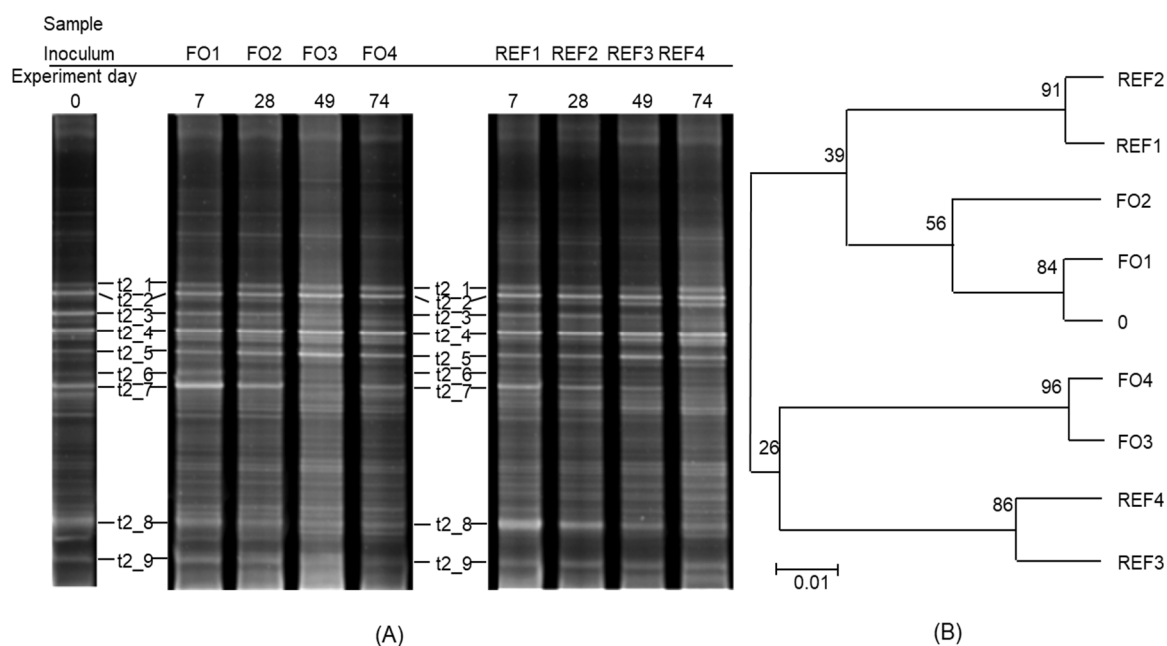 Sample
Inoculum FO1 FO2 FO3 FO4 REF1 REF2 REF3 REF4
Experiment day
0 7 28 49 74 7 28 49 74
t2_1 t2_1
t2_2 t2_2
t2_3 t2_3
t2_4 t2_4
t2_5 t2_5
t2_6 t2_6
t2_7 t2_7
t2_8 t2_8
t2_9 t2_9
(A)
REF2
91
REF1
39
FO2
56
FO1
84
0
FO4
96
FO3
26
REF4
86
REF3
0.01
(B)